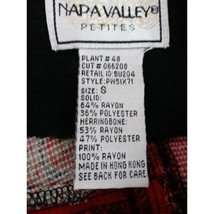 NAPA VALLEY®
PETITES
PLANT # 48
CUT # 066208
RETAIL ID:BU204
STYLE:PW51X71
SIZE: S
SOLID:
64% RAYON
36% POLYESTER
HERRINGBONE:
53% RAYON
47% POLYESTER
PRINT:
100% RAYON
MADE IN HONG KONG
SEE BACK FOR CARE